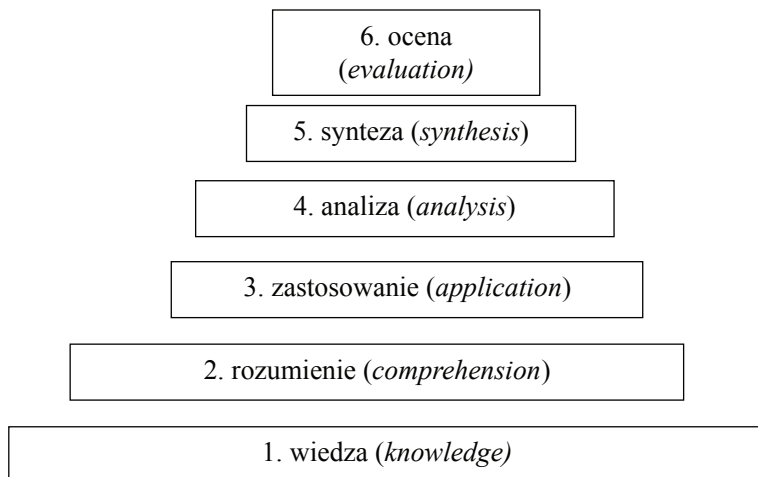 6. ocena
(evaluation)
5. synteza (synthesis)
4. analiza (analysis)
3. zastosowanie (application)
2. rozumienie (comprehension)
1. wiedza (knowledge)